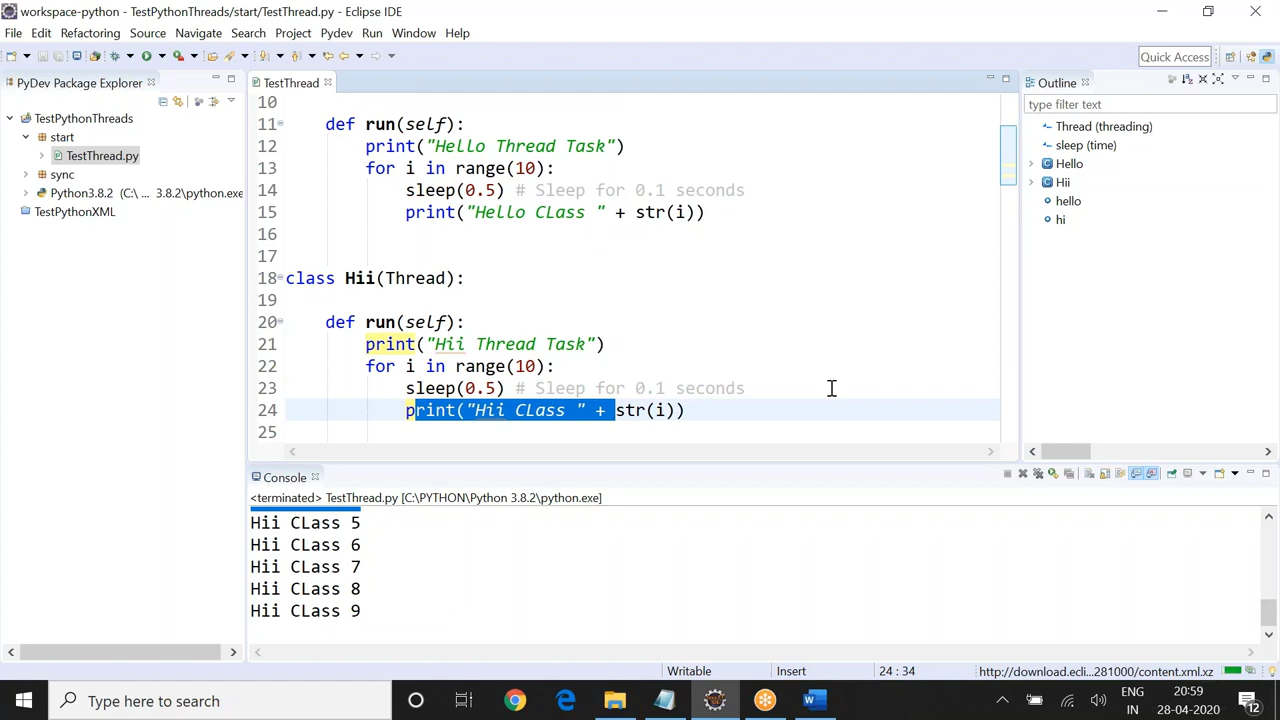 workspace-python - TestPythonThreads/start/TestThread.py - Eclipse IDE
File Edit Refactoring Source Navigate Search Project Pydev Run Window Help
Quick Access
PyDev Package Explorer
TestPythonThreads
start
TestThread.py
sync
Python3.8.2 (C:\ ... 3.8.2\python.exe
TestPythonXML
TestThread
10
11 def run(self):
12 print("Hello Thread Task")
13 for i in range(10):
14 sleep(0.5) # Sleep for 0.1 seconds
15 print("Hello CLass " + str(i))
16
17
18 class Hii(Thread):
19
20 def run(self):
21 print("Hii Thread Task")
22 for i in range(10):
23 sleep(0.5) # Sleep for 0.1 seconds
24 print("Hii CLass " + str(i))
25
Outline
type filter text
Thread (threading)
sleep (time)
Hello
Hii
hello
hi
Console
<terminated> TestThread.py [C:\PYTHON\Python 3.8.2\python.exe]
Hii CLass 5
Hii CLass 6
Hii CLass 7
Hii CLass 8
Hii CLass 9
Writable Insert 24 : 34 http://download.ecli...281000/content.xml.xz
Type here to search
ENG
IN
20:59
28-04-2020
12